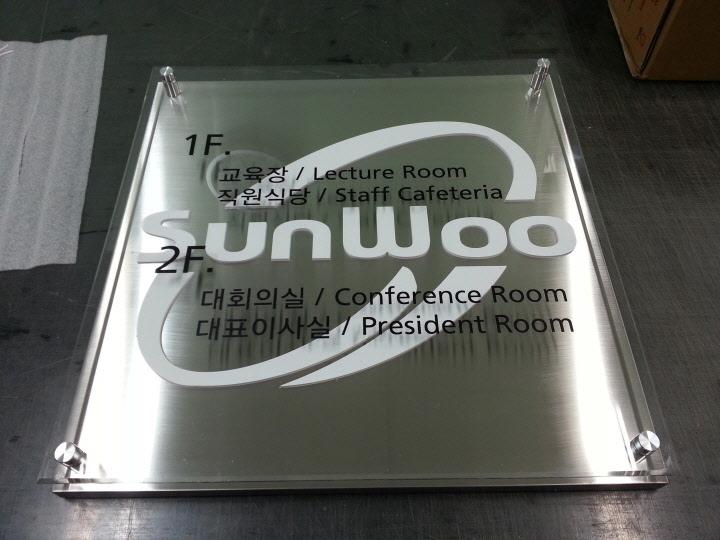 1F.
교육장 / Lecture Room
직원식당 / Staff Cafeteria
SunWoo
2F.
대회의실 / Conference Room
대표이사실 / President Room